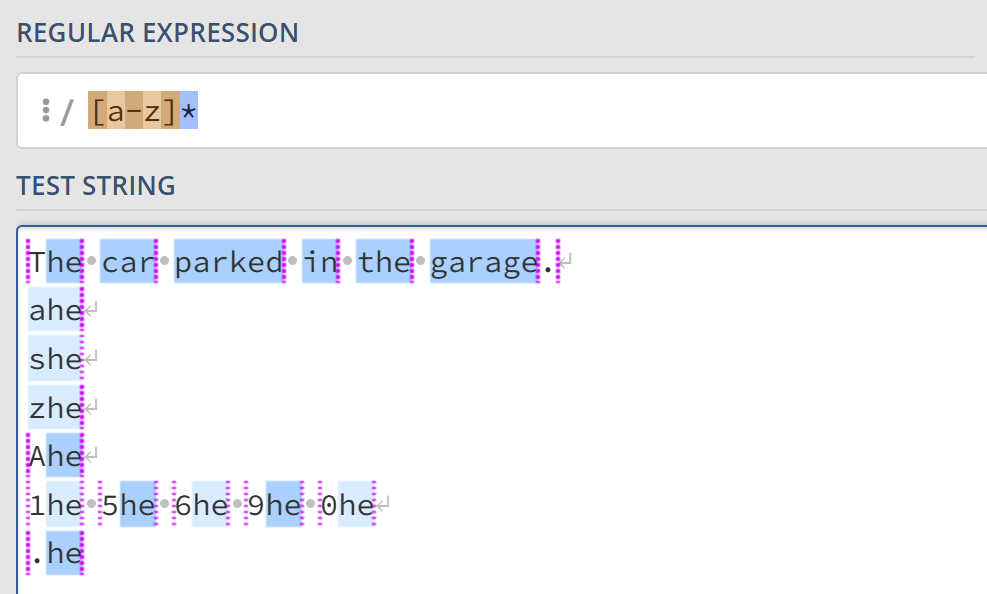 REGULAR EXPRESSION
/ [a-z]*
TEST STRING
The·car·parked·in·the·garage.↵
ahe↵
she↵
zhe↵
Ahe↵
1he·5he·6he·9he·0he↵
.he